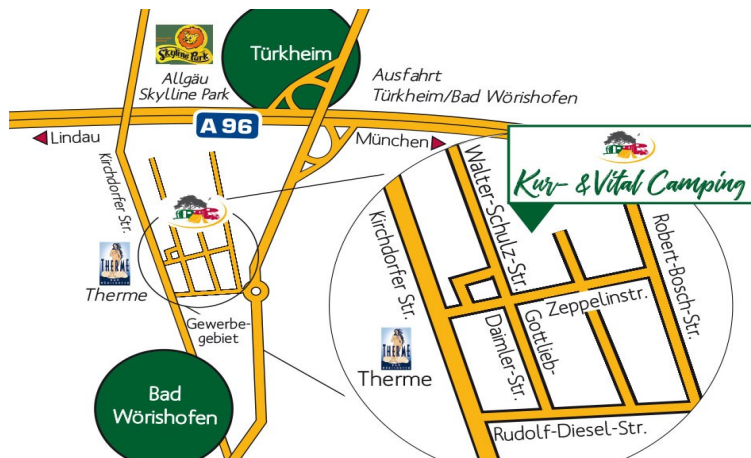 Skyline Park
Allgäu
Skylline Park
Türkheim
Ausfahrt
Türkheim/Bad Wörishofen
A 96
Lindau
München
Kur- & Vital Camping
Kirchdorfer Str.
Walter-Schulz-Str.
Kirchdorfer Str.
Robert-Bosch-Str.
THERME
Therme
Zeppelinstr.
Gewerbe-
gebiet
Gottlieb-
Daimler-Str.
THERME
Therme
Bad
Wörishofen
Rudolf-Diesel-Str.